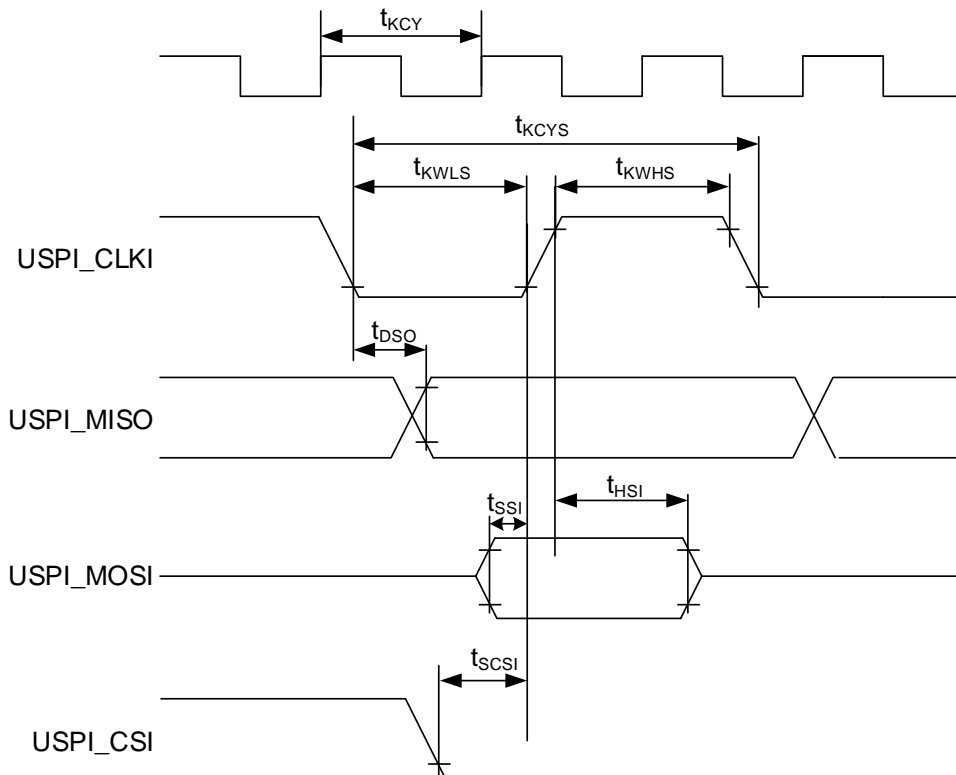 tKCY
tKCYS
tKWLS
tKWHS
USPI_CLKI
tDSO
USPI_MISO
tHSI
tSSI
USPI_MOSI
tSCSI
USPI_CSI